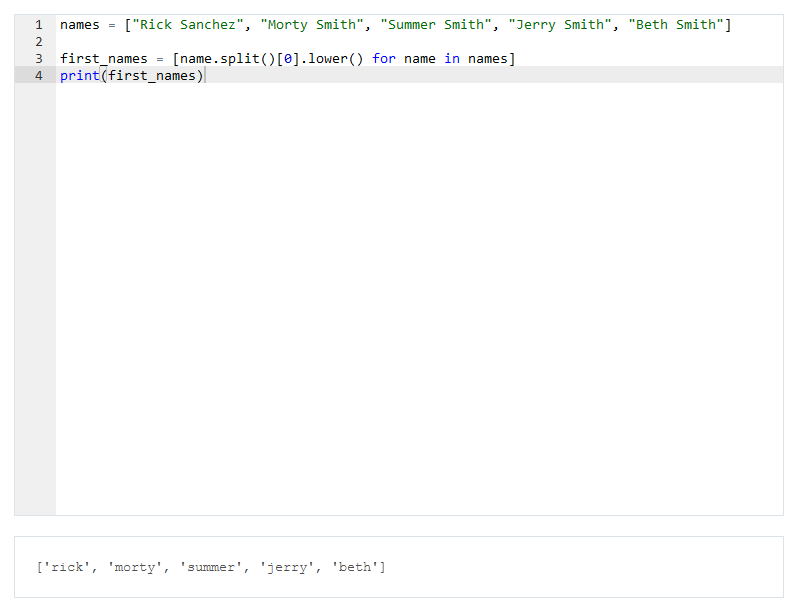 1 names = ["Rick Sanchez", "Morty Smith", "Summer Smith", "Jerry Smith", "Beth Smith"]
2
3 first_names = [name.split()[0].lower() for name in names]
4 print(first_names)
['rick', 'morty', 'summer', 'jerry', 'beth']